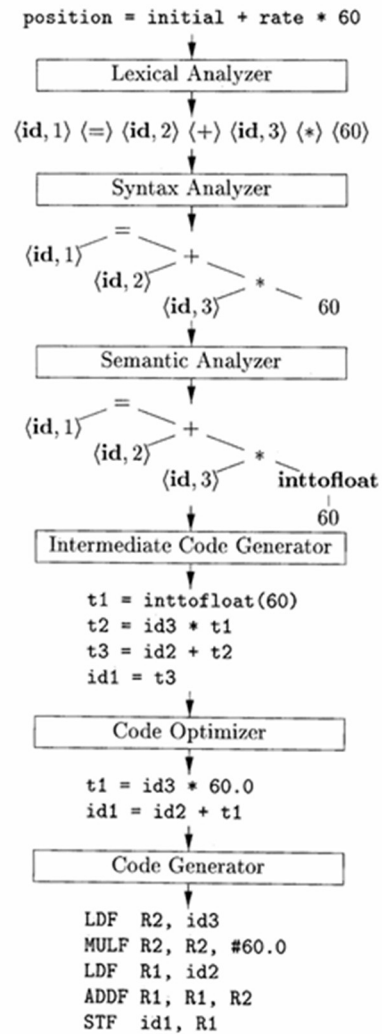 position = initial + rate * 60
Lexical Analyzer
⟨id, 1⟩ ⟨=⟩ ⟨id, 2⟩ ⟨+⟩ ⟨id, 3⟩ ⟨*⟩ ⟨60⟩
Syntax Analyzer
=
⟨id, 1⟩ +
⟨id, 2⟩ *
⟨id, 3⟩ 60
Semantic Analyzer
=
⟨id, 1⟩ +
⟨id, 2⟩ *
⟨id, 3⟩ inttofloat
60
Intermediate Code Generator
t1 = inttofloat(60)
t2 = id3 * t1
t3 = id2 + t2
id1 = t3
Code Optimizer
t1 = id3 * 60.0
id1 = id2 + t1
Code Generator
LDF R2, id3
MULF R2, R2, #60.0
LDF R1, id2
ADDF R1, R1, R2
STF id1, R1